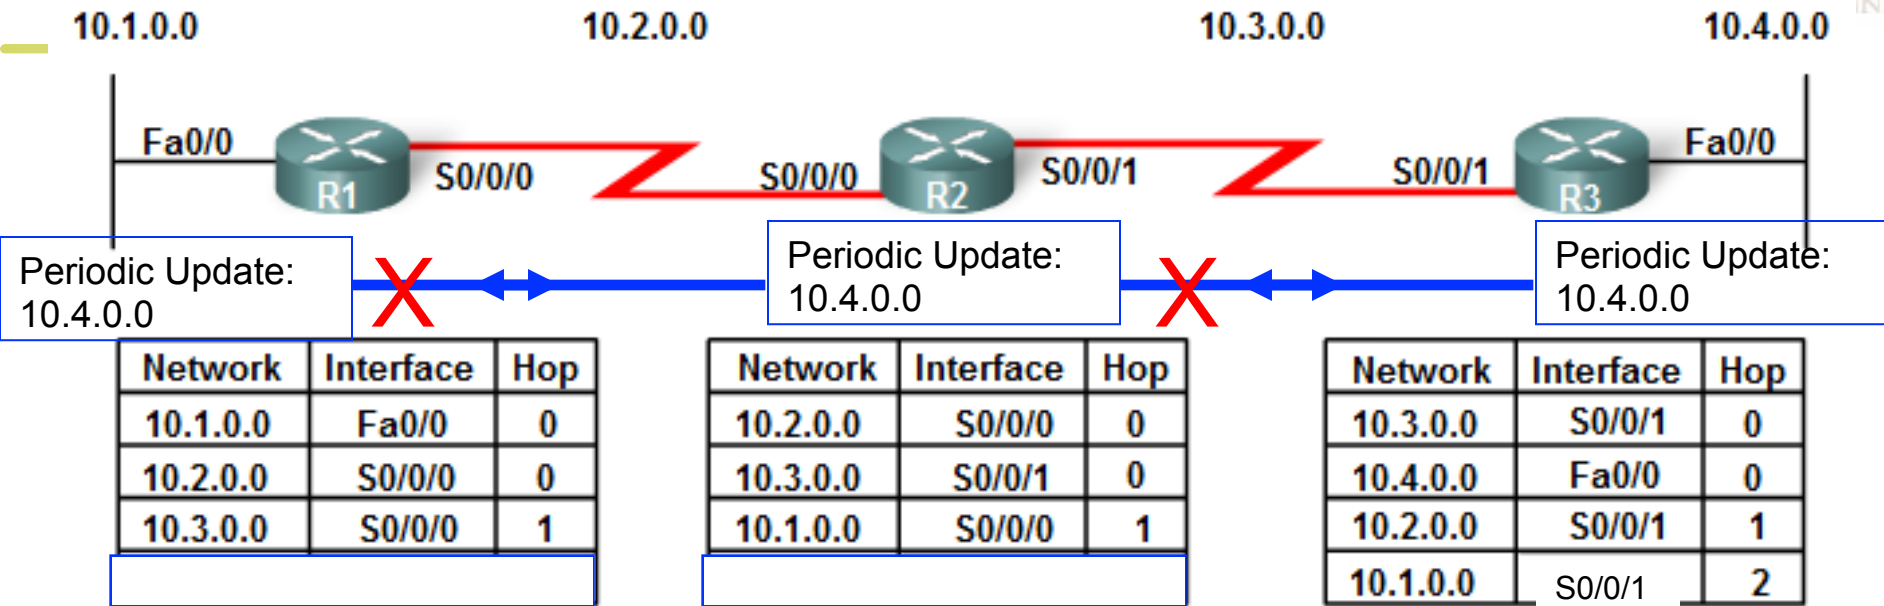 10.1.0.0 10.2.0.0 10.3.0.0 10.4.0.0
Fa0/0 R1 S0/0/0 S0/0/0 R2 S0/0/1 S0/0/1 R3 Fa0/0
Periodic Update:
10.4.0.0
Periodic Update:
10.4.0.0
Periodic Update:
10.4.0.0
X X
Network Interface Hop
10.1.0.0 Fa0/0 0
10.2.0.0 S0/0/0 0
10.3.0.0 S0/0/0 1
Network Interface Hop
10.2.0.0 S0/0/0 0
10.3.0.0 S0/0/1 0
10.1.0.0 S0/0/0 1
Network Interface Hop
10.3.0.0 S0/0/1 0
10.4.0.0 Fa0/0 0
10.2.0.0 S0/0/1 1
10.1.0.0 S0/0/1 2